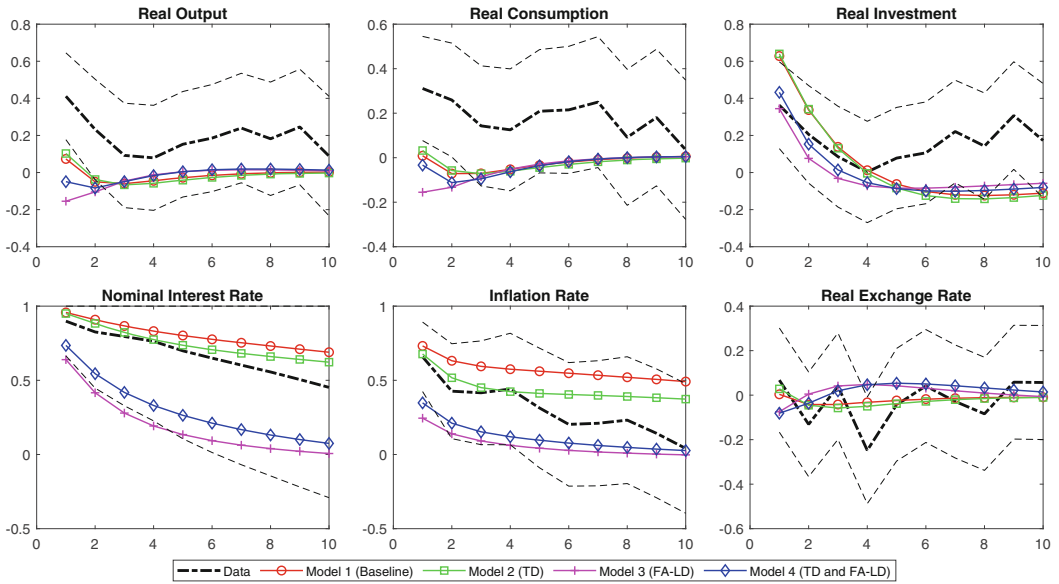 Real Output
Real Consumption
Real Investment
0.8
0.6
0.4
0.2
0
-0.2
-0.4
0 2 4 6 8 10
0.6
0.4
0.2
0
-0.2
-0.4
0 2 4 6 8 10
0.8
0.6
0.4
0.2
0
-0.2
-0.4
0 2 4 6 8 10
Nominal Interest Rate
Inflation Rate
Real Exchange Rate
1
0.5
0
-0.5
0 2 4 6 8 10
1
0.5
0
-0.5
0 2 4 6 8 10
0.4
0.2
0
-0.2
-0.4
-0.6
0 2 4 6 8 10
Data Model 1 (Baseline) Model 2 (TD) Model 3 (FA-LD) Model 4 (TD and FA-LD)